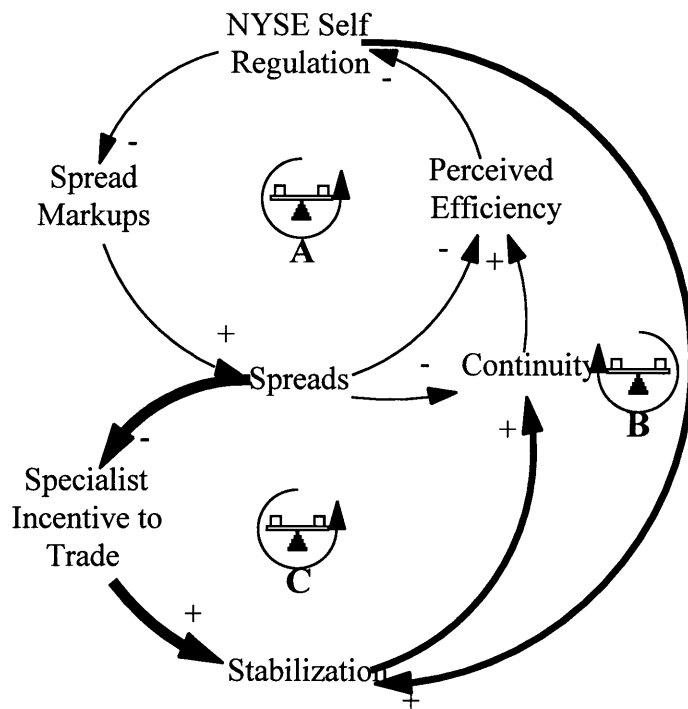 NYSE Self
Regulation
-
-
Spread
Markups
Perceived
Efficiency
A
-
+
+
Spreads
-
Continuity
B
+
-
Specialist
Incentive to
Trade
C
+
Stabilization
+